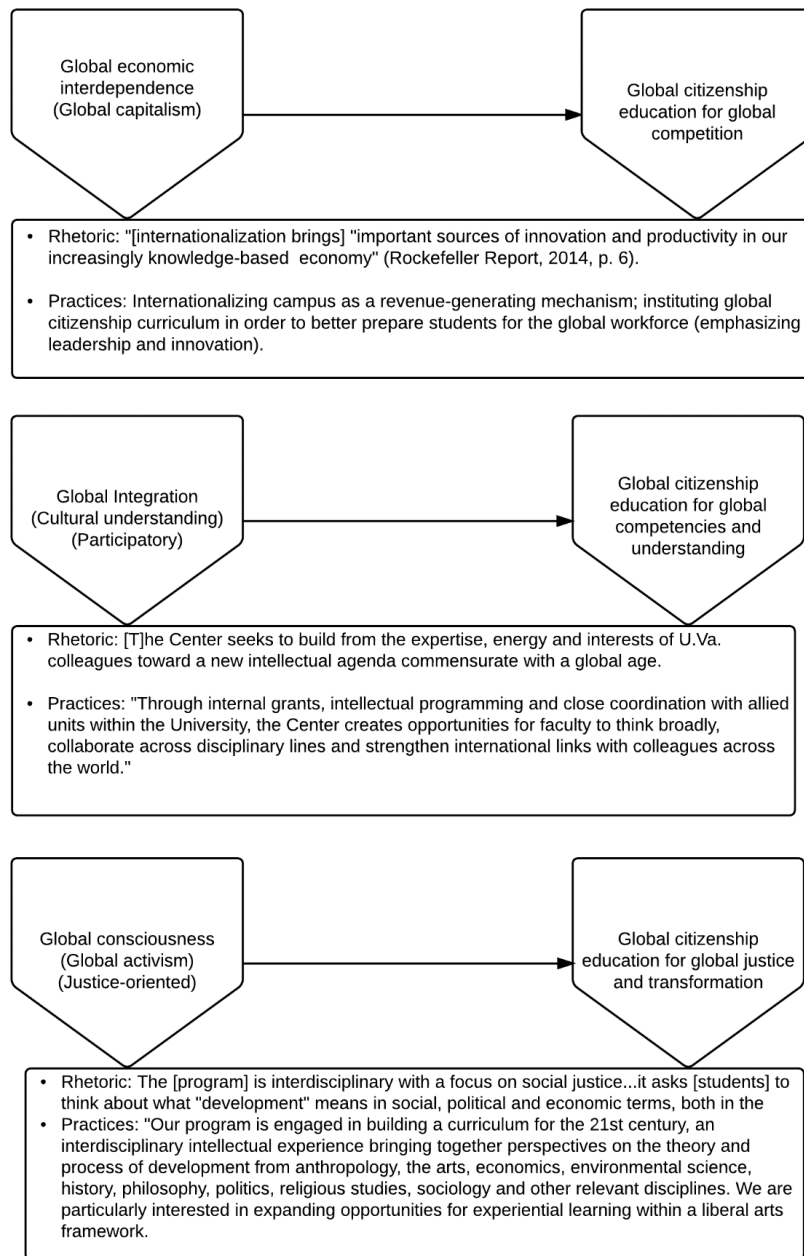 Global economic
interdependence
(Global capitalism)
Global citizenship
education for global
competition
• Rhetoric: "[internationalization brings] "important sources of innovation and productivity in our
increasingly knowledge-based economy" (Rockefeller Report, 2014, p. 6).
• Practices: Internationalizing campus as a revenue-generating mechanism; instituting global
citizenship curriculum in order to better prepare students for the global workforce (emphasizing
leadership and innovation).
Global Integration
(Cultural understanding)
(Participatory)
Global citizenship
education for global
competencies and
understanding
• Rhetoric: [T]he Center seeks to build from the expertise, energy and interests of U.Va.
colleagues toward a new intellectual agenda commensurate with a global age.
• Practices: "Through internal grants, intellectual programming and close coordination with allied
units within the University, the Center creates opportunities for faculty to think broadly,
collaborate across disciplinary lines and strengthen international links with colleagues across
the world."
Global consciousness
(Global activism)
(Justice-oriented)
Global citizenship
education for global justice
and transformation
• Rhetoric: The [program] is interdisciplinary with a focus on social justice...it asks [students] to
think about what "development" means in social, political and economic terms, both in the
• Practices: "Our program is engaged in building a curriculum for the 21st century, an
interdisciplinary intellectual experience bringing together perspectives on the theory and
process of development from anthropology, the arts, economics, environmental science,
history, philosophy, politics, religious studies, sociology and other relevant disciplines. We are
particularly interested in expanding opportunities for experiential learning within a liberal arts
framework.